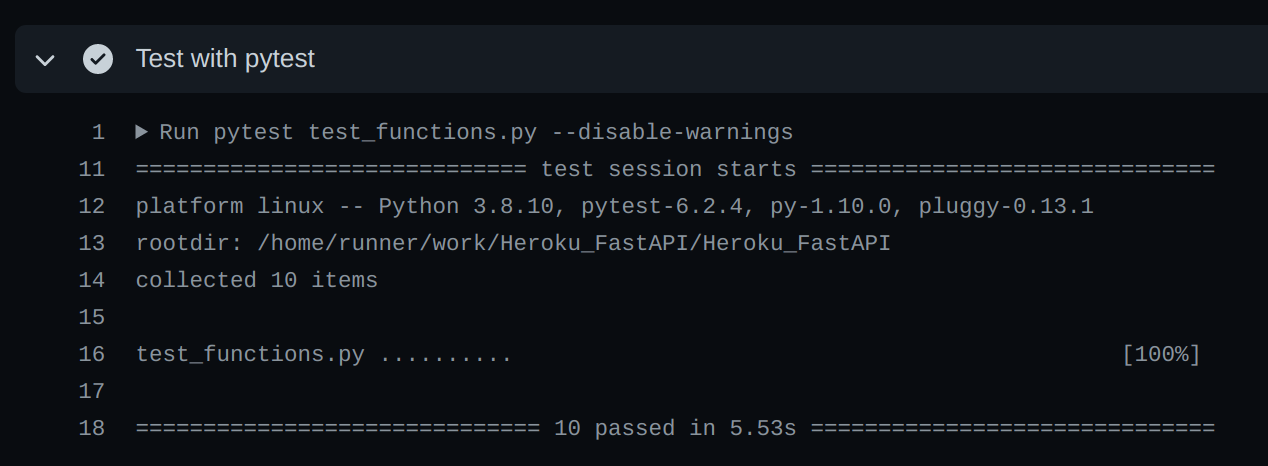 Test with pytest
1 ▶ Run pytest test_functions.py --disable-warnings
11 ============================= test session starts ==============================
12 platform linux -- Python 3.8.10, pytest-6.2.4, py-1.10.0, pluggy-0.13.1
13 rootdir: /home/runner/work/Heroku_FastAPI/Heroku_FastAPI
14 collected 10 items
15
16 test_functions.py .......... [100%]
17
18 ============================== 10 passed in 5.53s ==============================